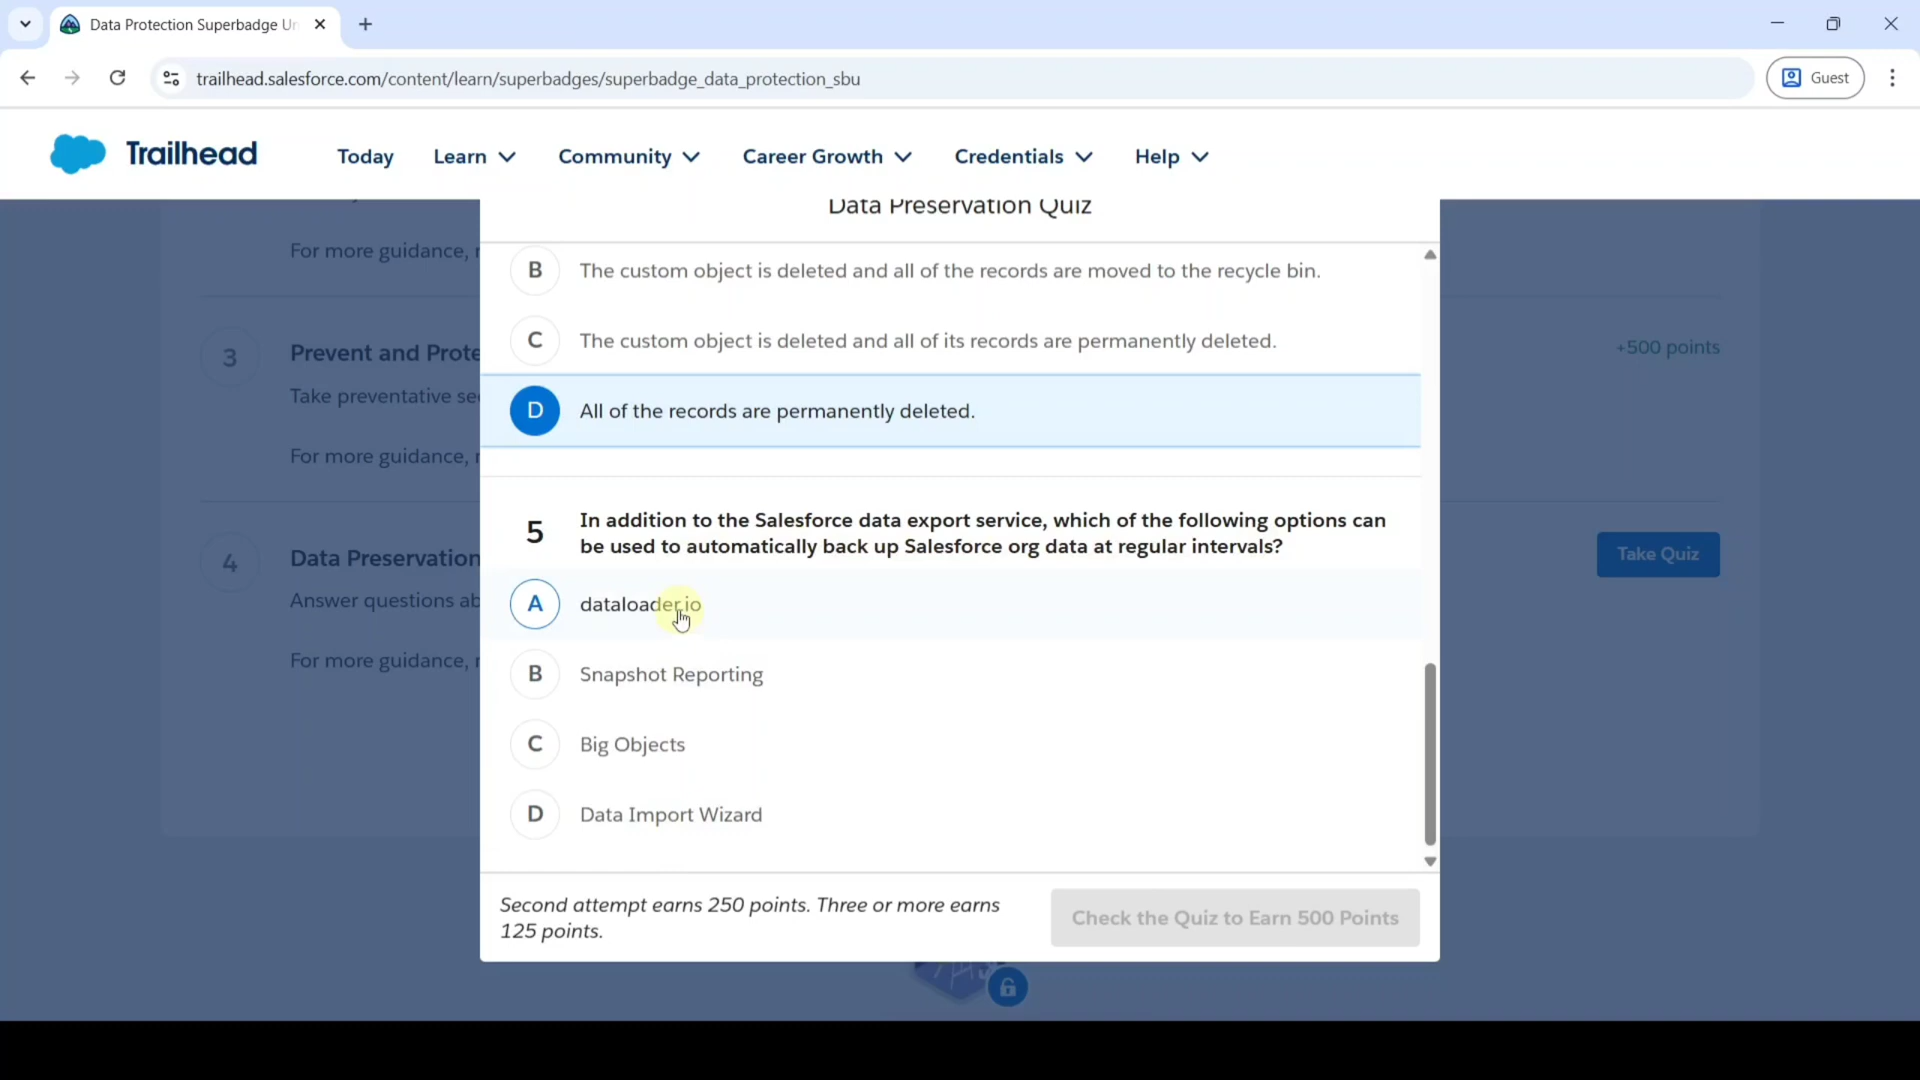 Data Protection Superbadge Un
trailhead.salesforce.com/content/learn/superbadges/superbadge_data_protection_sbu
Guest
Trailhead
Today
Learn
Community
Career Growth
Credentials
Help
Data Preservation Quiz
For more guidance, r
B The custom object is deleted and all of the records are moved to the recycle bin.
3 Prevent and Prote
+500 points
C The custom object is deleted and all of its records are permanently deleted.
Take preventative se
D All of the records are permanently deleted.
For more guidance, r
5 In addition to the Salesforce data export service, which of the following options can
be used to automatically back up Salesforce org data at regular intervals?
4 Data Preservation
Take Quiz
Answer questions ab
A dataloader.io
For more guidance, r
B Snapshot Reporting
C Big Objects
D Data Import Wizard
Second attempt earns 250 points. Three or more earns
125 points.
Check the Quiz to Earn 500 Points